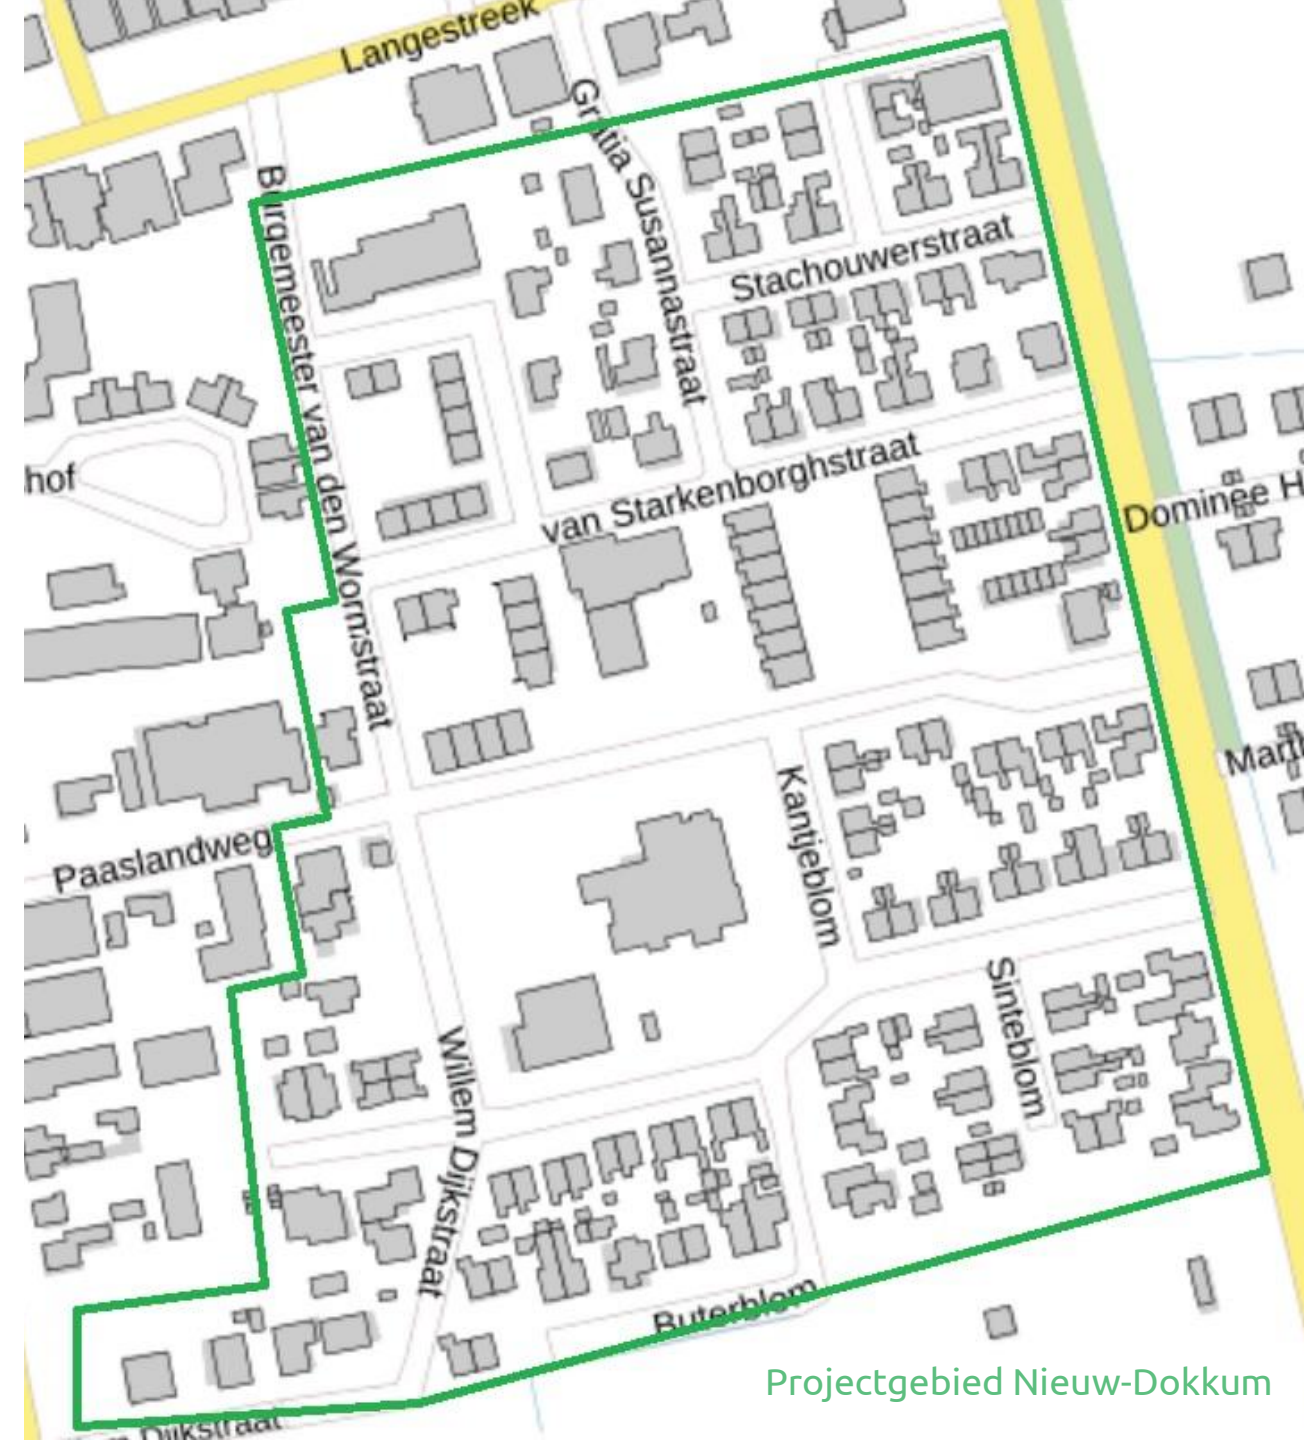 Langestreek
Gratia Susannastraat
Burgemeester van den Wormstraat
Stachouwerstraat
hof
van Starkenborghstraat
Dominee H
Paaslandweg
Kantjeblom
Sinteblom
Willem Dijkstraat
Buterblom
Dijkstraat
Projectgebied Nieuw-Dokkum